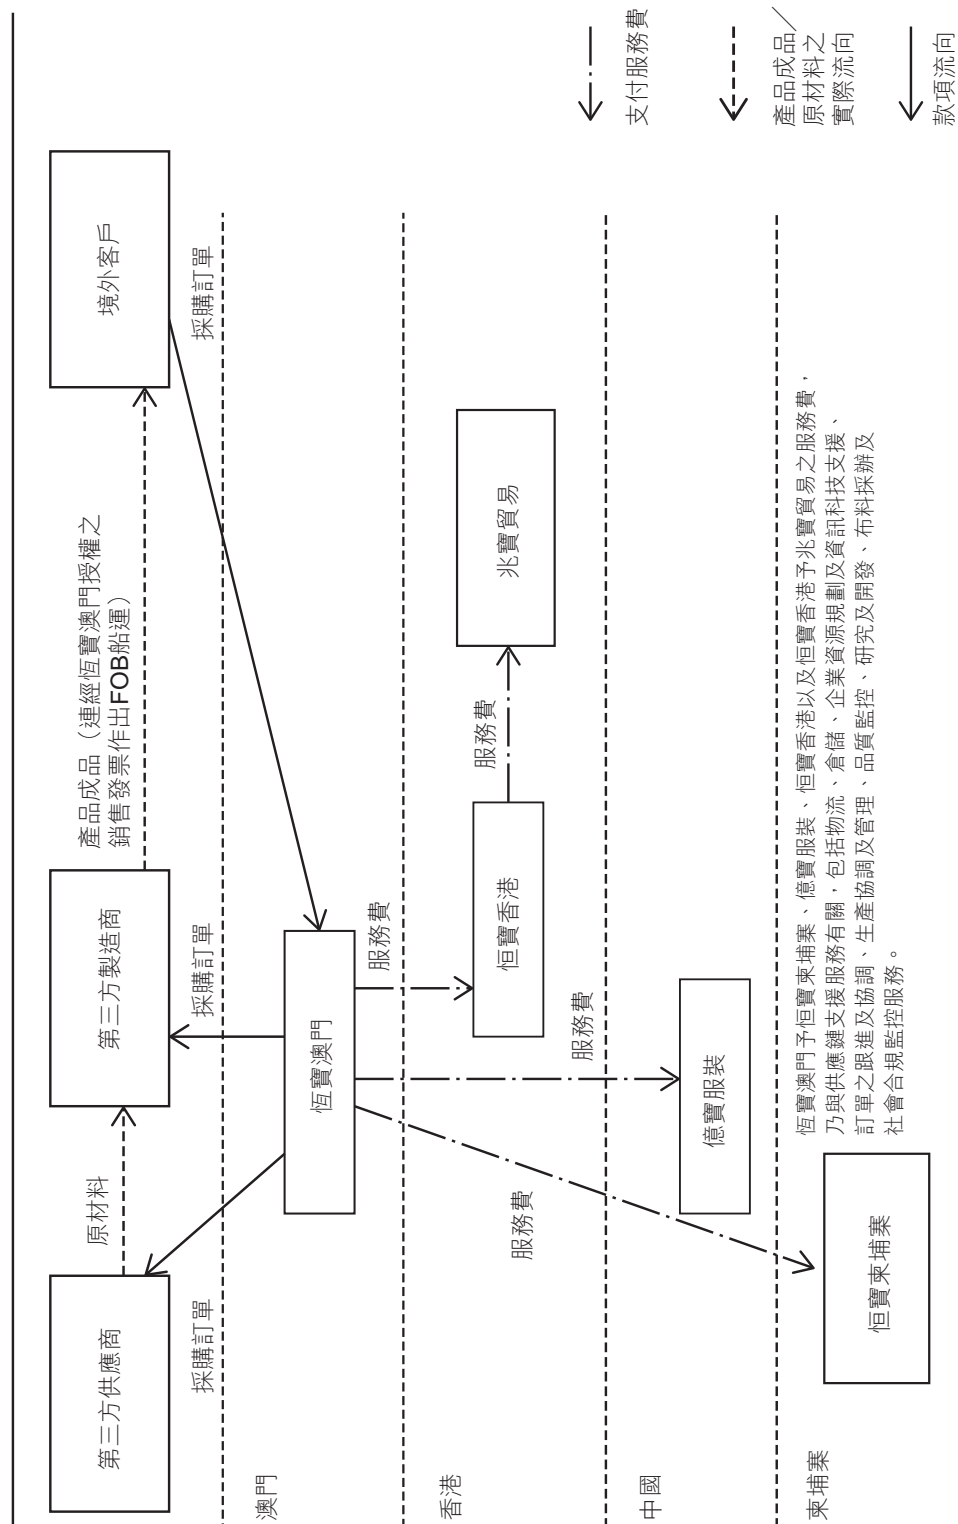 第三方供應商
原材料
第三方製造商
產品成品（連經恆寶澳門授權之
銷售發票作出FOB船運）
境外客戶
採購訂單
採購訂單
採購訂單
澳門
恆寶澳門
服務費
香港
恒寶香港
服務費
兆寶貿易
服務費
服務費
中國
億寶服裝
柬埔寨
恒寶柬埔寨
恆寶澳門予恒寶柬埔寨、億寶服裝、恒寶香港以及恒寶香港予兆寶貿易之服務費，
乃與供應鏈支援服務有關，包括物流、倉儲、企業資源規劃及資訊科技支援、
訂單之跟進及協調、生產協調及管理、品質監控、研究及開發、布料採辦及
社會合規監控服務。
支付服務費
產品成品／
原材料之
實際流向
款項流向